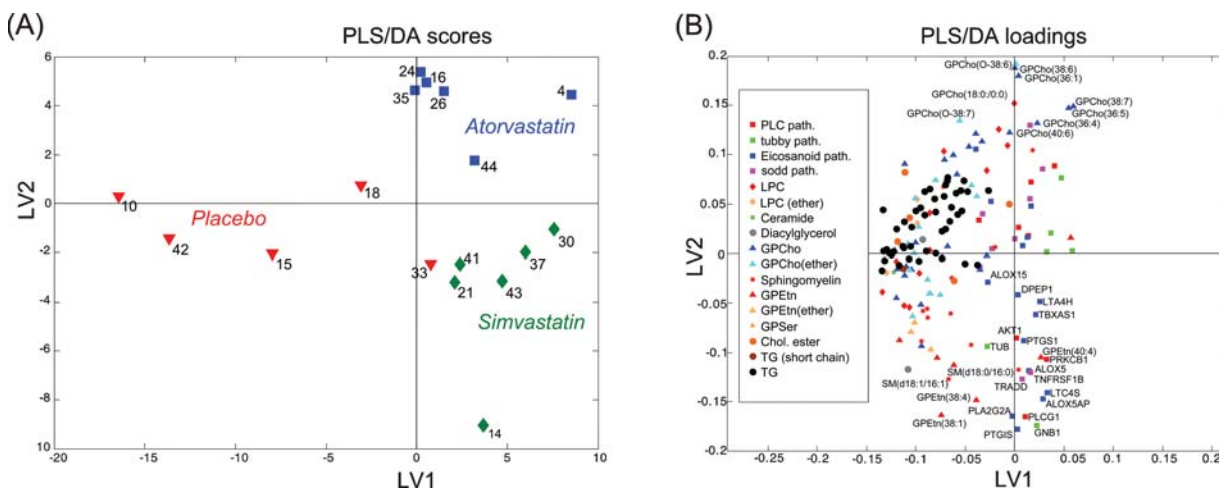 (A)
PLS/DA scores
6
4
2
0
-2
-4
-6
-8
10
-20
-15
-10
-5
0
5
10
LV2
LV1
24
16
35
26
4
Atorvastatin
44
18
10
Placebo
42
15
33
41
30
37
21
43
Simvastatin
14
(B)
PLS/DA loadings
0.2
0.15
0.1
0.05
0
-0.05
-0.1
-0.15
-0.2
-0.25
-0.2
-0.15
-0.1
-0.05
0
0.05
0.1
0.15
0.2
LV2
LV1
PLC path.
tubby path.
Eicosanoid path.
sodd path.
LPC
LPC (ether)
Ceramide
Diacylglycerol
GPCho
GPCho(ether)
Sphingomyelin
GPEtn
GPEtn(ether)
GPSer
Chol. ester
TG (short chain)
TG
GPCho(O-38:6)
GPCho(38:6)
GPCho(36:1)
GPCho(18:0/0:0)
GPCho(38:7)
GPCho(O-38:7)
GPCho(36:5)
GPCho(36:4)
GPCho(40:6)
ALOX15
DPEP1
LTA4H
TBXAS1
AKT1
PTGS1
TUB
GPEtn(40:4)
PRKCB1
SM(d18:0/16:0)
ALOX5
TNFRSF1B
SM(d18:1/16:1)
TRADD
LTC4S
GPEtn(38:4)
ALOX5AP
PLA2G2A
PLCG1
GPEtn(38:1)
GNB1
PTGIS